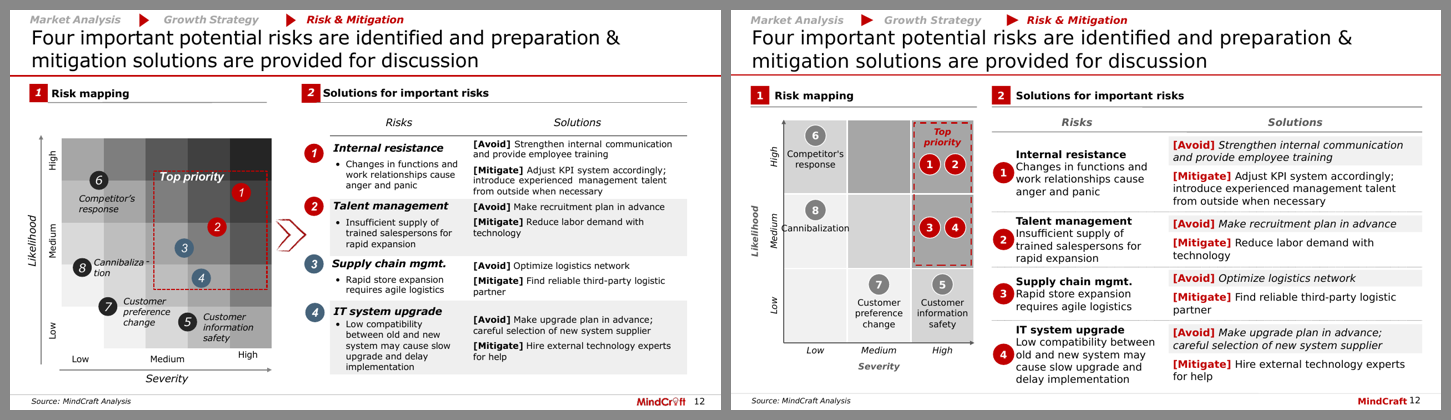 Market Analysis Growth Strategy Risk & Mitigation
Four important potential risks are identified and preparation &
mitigation solutions are provided for discussion
1 Risk mapping
Likelihood
High
Medium
Low
Top priority
6
Competitor's
response
1
2
3
8 Cannibaliza-
tion
4
7 Customer
preference
change
5 Customer
information
safety
Low Medium High
Severity
2 Solutions for important risks
Risks Solutions
1 Internal resistance
• Changes in functions and
work relationships cause
anger and panic
[Avoid] Strengthen internal communication
and provide employee training
[Mitigate] Adjust KPI system accordingly;
introduce experienced management talent
from outside when necessary
2 Talent management
• Insufficient supply of
trained salespersons for
rapid expansion
[Avoid] Make recruitment plan in advance
[Mitigate] Reduce labor demand with
technology
3 Supply chain mgmt.
• Rapid store expansion
requires agile logistics
[Avoid] Optimize logistics network
[Mitigate] Find reliable third-party logistic
partner
4 IT system upgrade
• Low compatibility
between old and new
system may cause slow
upgrade and delay
implementation
[Avoid] Make upgrade plan in advance;
careful selection of new system supplier
[Mitigate] Hire external technology experts
for help
Source: MindCraft Analysis
MindCraft 12
Market Analysis Growth Strategy Risk & Mitigation
Four important potential risks are identified and preparation &
mitigation solutions are provided for discussion
1 Risk mapping
Likelihood
High
Medium
Low
6
Competitor's
response
Top
priority
1 2
8
Cannibalization
3 4
7
Customer
preference
change
5
Customer
information
safety
Low Medium High
Severity
2 Solutions for important risks
Risks Solutions
1 Internal resistance
Changes in functions and
work relationships cause
anger and panic
[Avoid] Strengthen internal communication
and provide employee training
[Mitigate] Adjust KPI system accordingly;
introduce experienced management talent
from outside when necessary
2 Talent management
Insufficient supply of
trained salespersons for
rapid expansion
[Avoid] Make recruitment plan in advance
[Mitigate] Reduce labor demand with
technology
3 Supply chain mgmt.
Rapid store expansion
requires agile logistics
[Avoid] Optimize logistics network
[Mitigate] Find reliable third-party logistic
partner
4 IT system upgrade
Low compatibility between
old and new system may
cause slow upgrade and
delay implementation
[Avoid] Make upgrade plan in advance;
careful selection of new system supplier
[Mitigate] Hire external technology experts
for help
Source: MindCraft Analysis
MindCraft 12